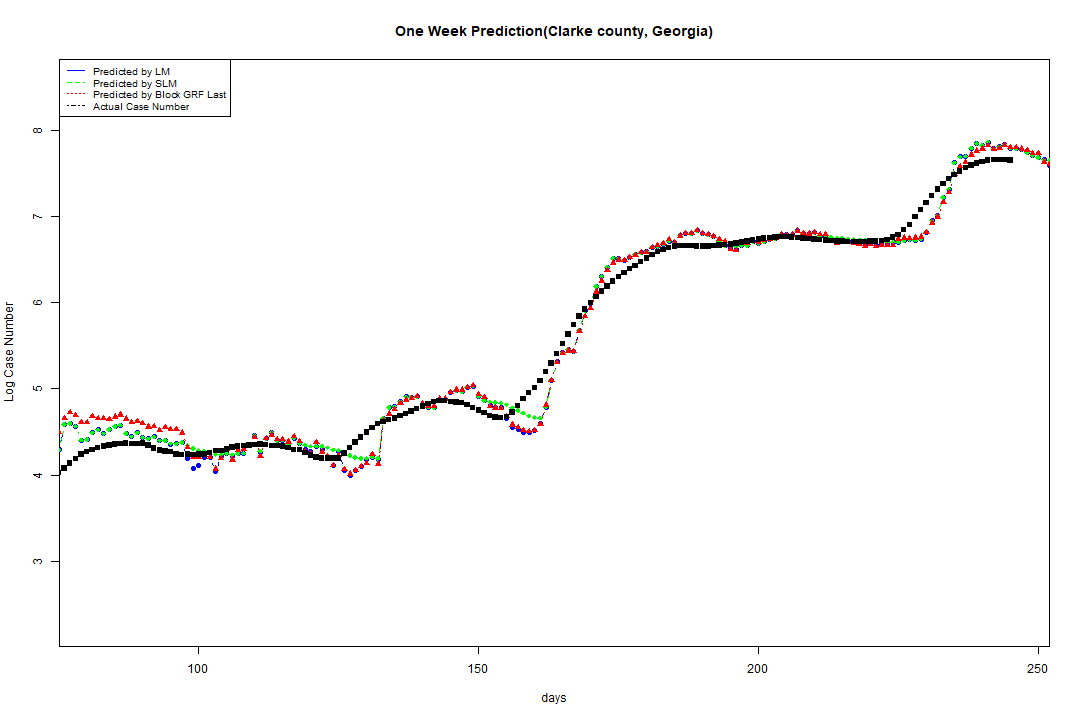 One Week Prediction(Clarke county, Georgia)
Predicted by LM
Predicted by SLM
Predicted by Block GRF Last
Actual Case Number
8
7
6
5
4
3
Log Case Number
100 150 200 250
days